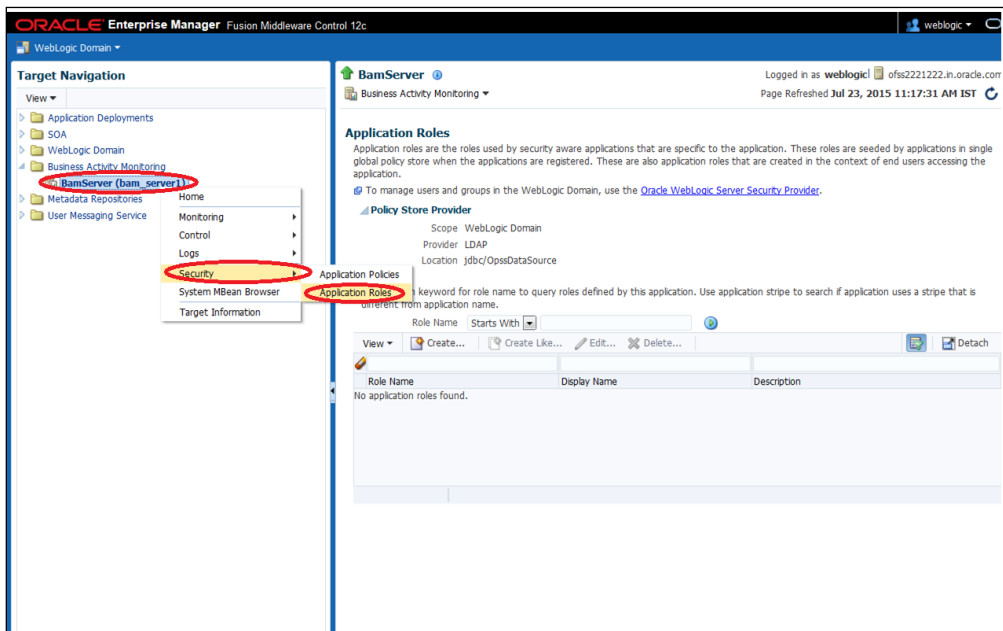 ORACLE Enterprise Manager Fusion Middleware Control 12c
weblogic
WebLogic Domain
Target Navigation
View
Application Deployments
SOA
WebLogic Domain
Business Activity Monitoring
BamServer (bam_server1)
Metadata Repositories
User Messaging Service
Home
Monitoring
Control
Logs
Security
System MBean Browser
Target Information
Application Policies
Application Roles
BamServer
Logged in as weblogic
ofss2221222.in.oracle.com
Business Activity Monitoring
Page Refreshed Jul 23, 2015 11:17:31 AM IST
Application Roles
Application roles are the roles used by security aware applications that are specific to the application. These roles are seeded by applications in single
global policy store when the applications are registered. These are also application roles that are created in the context of end users accessing the
application.
To manage users and groups in the WebLogic Domain, use the Oracle WebLogic Server Security Provider.
Policy Store Provider
Scope WebLogic Domain
Provider LDAP
Location jdbc/OpssDataSource
keyword for role name to query roles defined by this application. Use application stripe to search if application uses a stripe that is
different from application name.
Role Name Starts With
View Create... Create Like... Edit... Delete... Detach
Role Name Display Name Description
No application roles found.